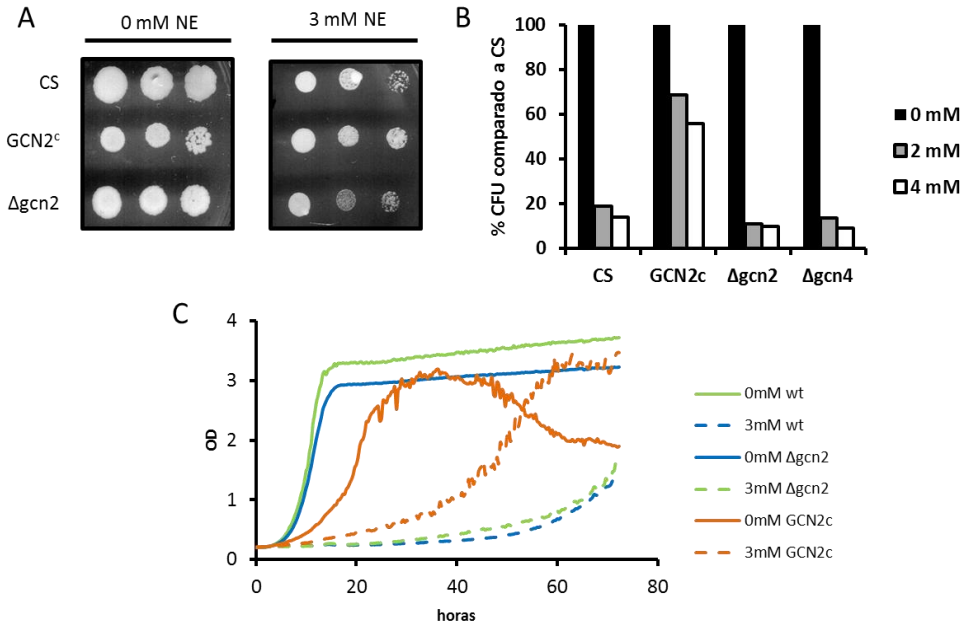 A
0 mM NE
3 mM NE
CS
GCN2ᶜ
Δgcn2
B
% CFU comparado a CS
100
80
60
40
20
0
CS
GCN2c
Δgcn2
Δgcn4
0 mM
2 mM
4 mM
C
OD
4
3
2
1
0
0
20
40
60
80
horas
0mM wt
3mM wt
0mM Δgcn2
3mM Δgcn2
0mM GCN2c
3mM GCN2c